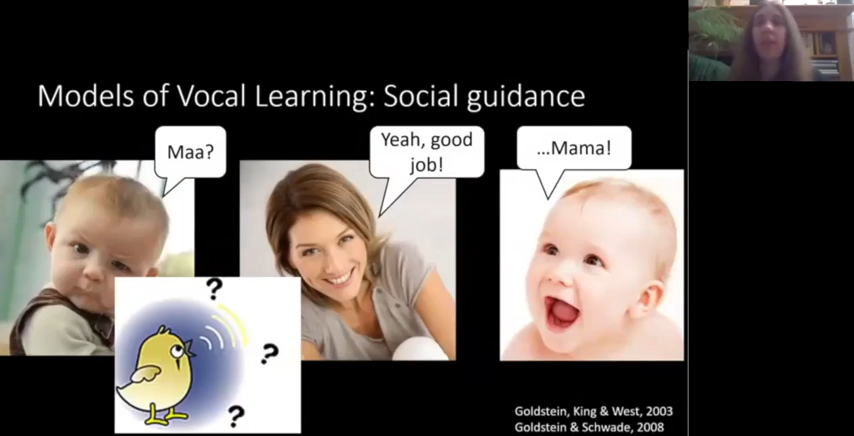 Models of Vocal Learning: Social guidance
Maa?
Yeah, good
job!
...Mama!
?
?
?
Goldstein, King & West, 2003
Goldstein & Schwade, 2008